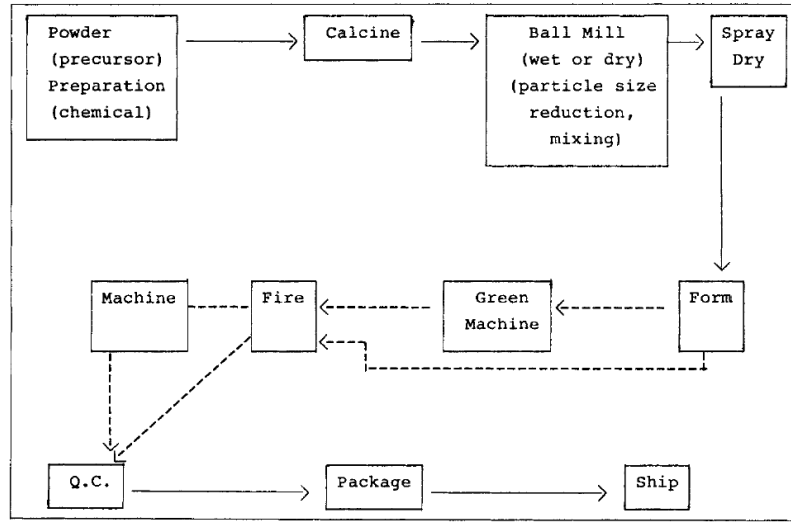 Powder
(precursor)
Preparation
(chemical)
Calcine
Ball Mill
(wet or dry)
(particle size
reduction,
mixing)
Spray
Dry
Machine
Fire
Green
Machine
Form
Q.C.
Package
Ship